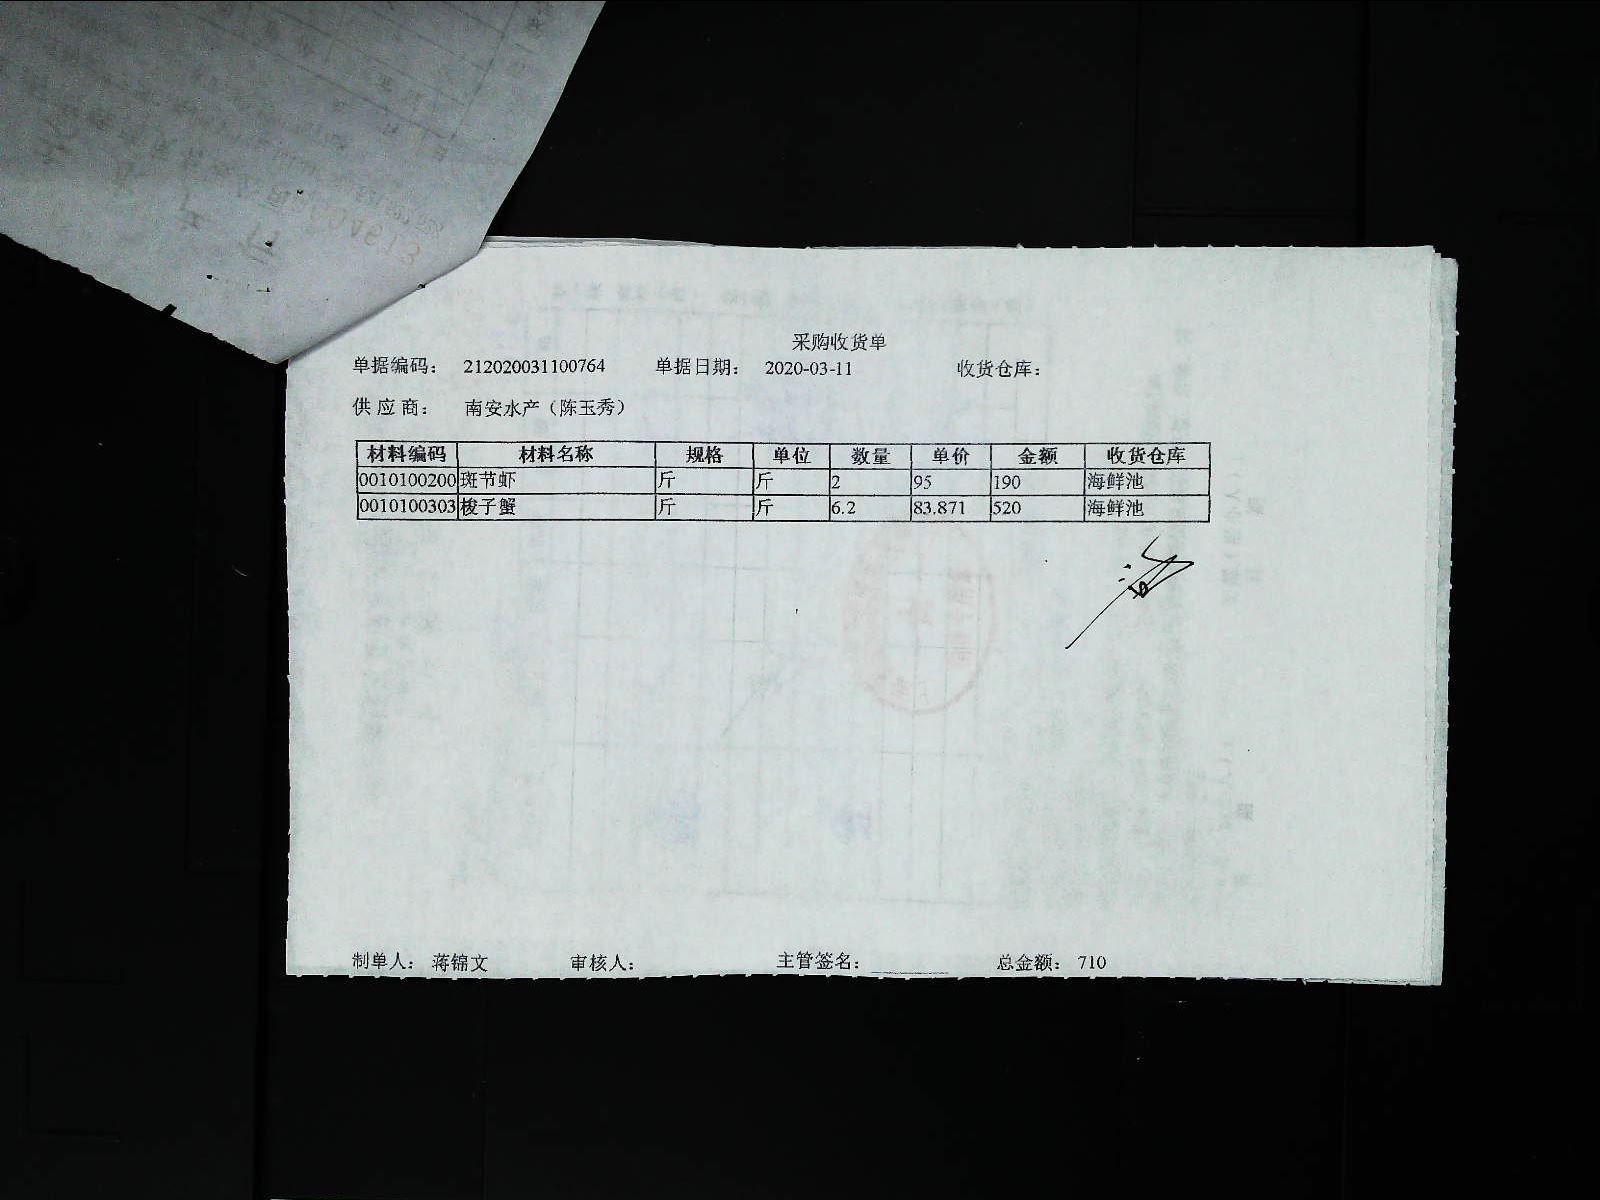 采购收货单
单据编码： 212020031100764 单据日期： 2020-03-11 收货仓库：
供应商： 南安水产（陈玉秀）
材料编码 材料名称 规格 单位 数量 单价 金额 收货仓库
0010100200 斑节虾 斤 斤 2 95 190 海鲜池
0010100303 梭子蟹 斤 斤 6.2 83.871 520 海鲜池
制单人： 蒋锦文 审核人： 主管签名： 总金额： 710